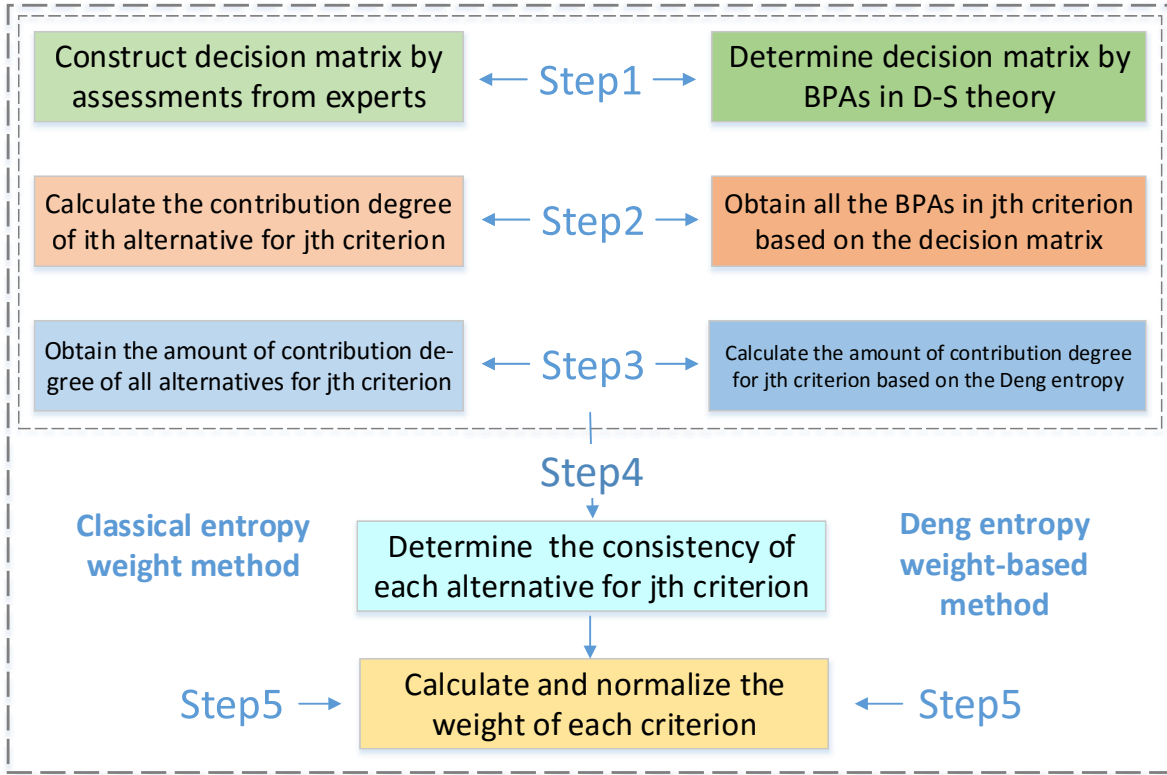 Construct decision matrix by
assessments from experts
Step1
Determine decision matrix by
BPAs in D-S theory
Calculate the contribution degree
of ith alternative for jth criterion
Step2
Obtain all the BPAs in jth criterion
based on the decision matrix
Obtain the amount of contribution de-
gree of all alternatives for jth criterion
Step3
Calculate the amount of contribution degree
for jth criterion based on the Deng entropy
Step4
Classical entropy
weight method
Determine the consistency of
each alternative for jth criterion
Deng entropy
weight-based
method
Step5
Calculate and normalize the
weight of each criterion
Step5